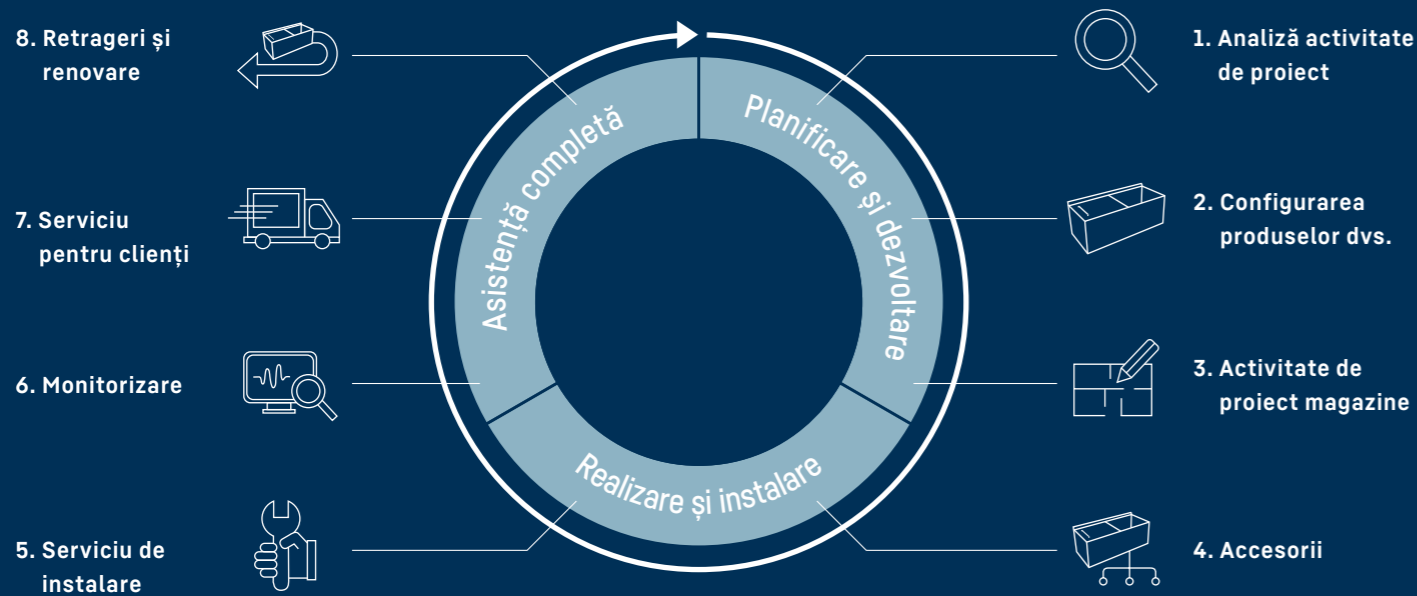 1. Analiză activitate
de proiect
2. Configurarea
produselor dvs.
3. Activitate de
proiect magazine
4. Accesorii
5. Serviciu de
instalare
6. Monitorizare
7. Serviciu
pentru clienți
8. Retrageri și
renovare
Planificare și dezvoltare
Realizare și instalare
Asistență completă